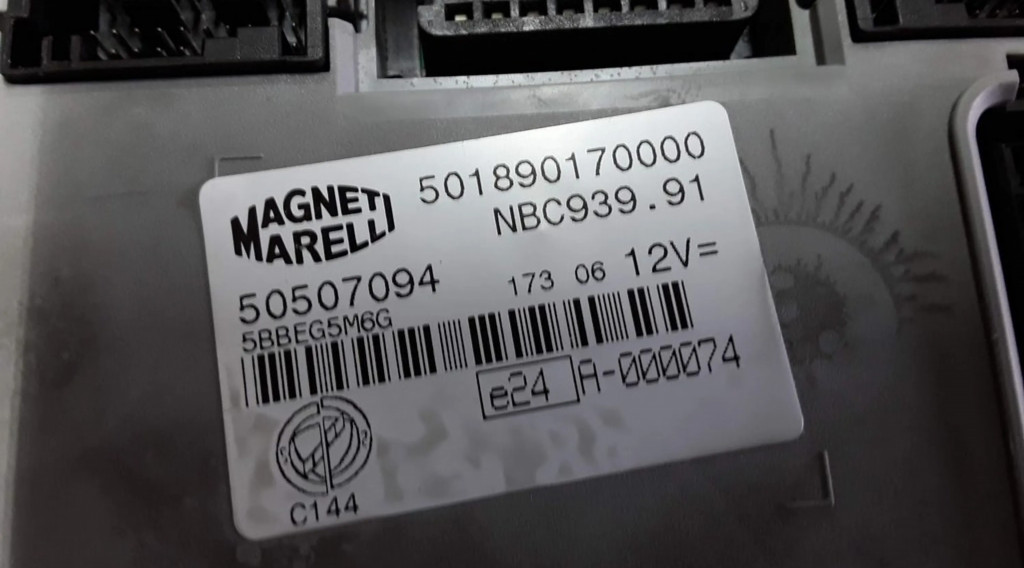 MAGNETI MARELLI
501890170000
NBC939.91
50507094
173 06 12V=
5BBEG5M6G
e24 A-000074
C144